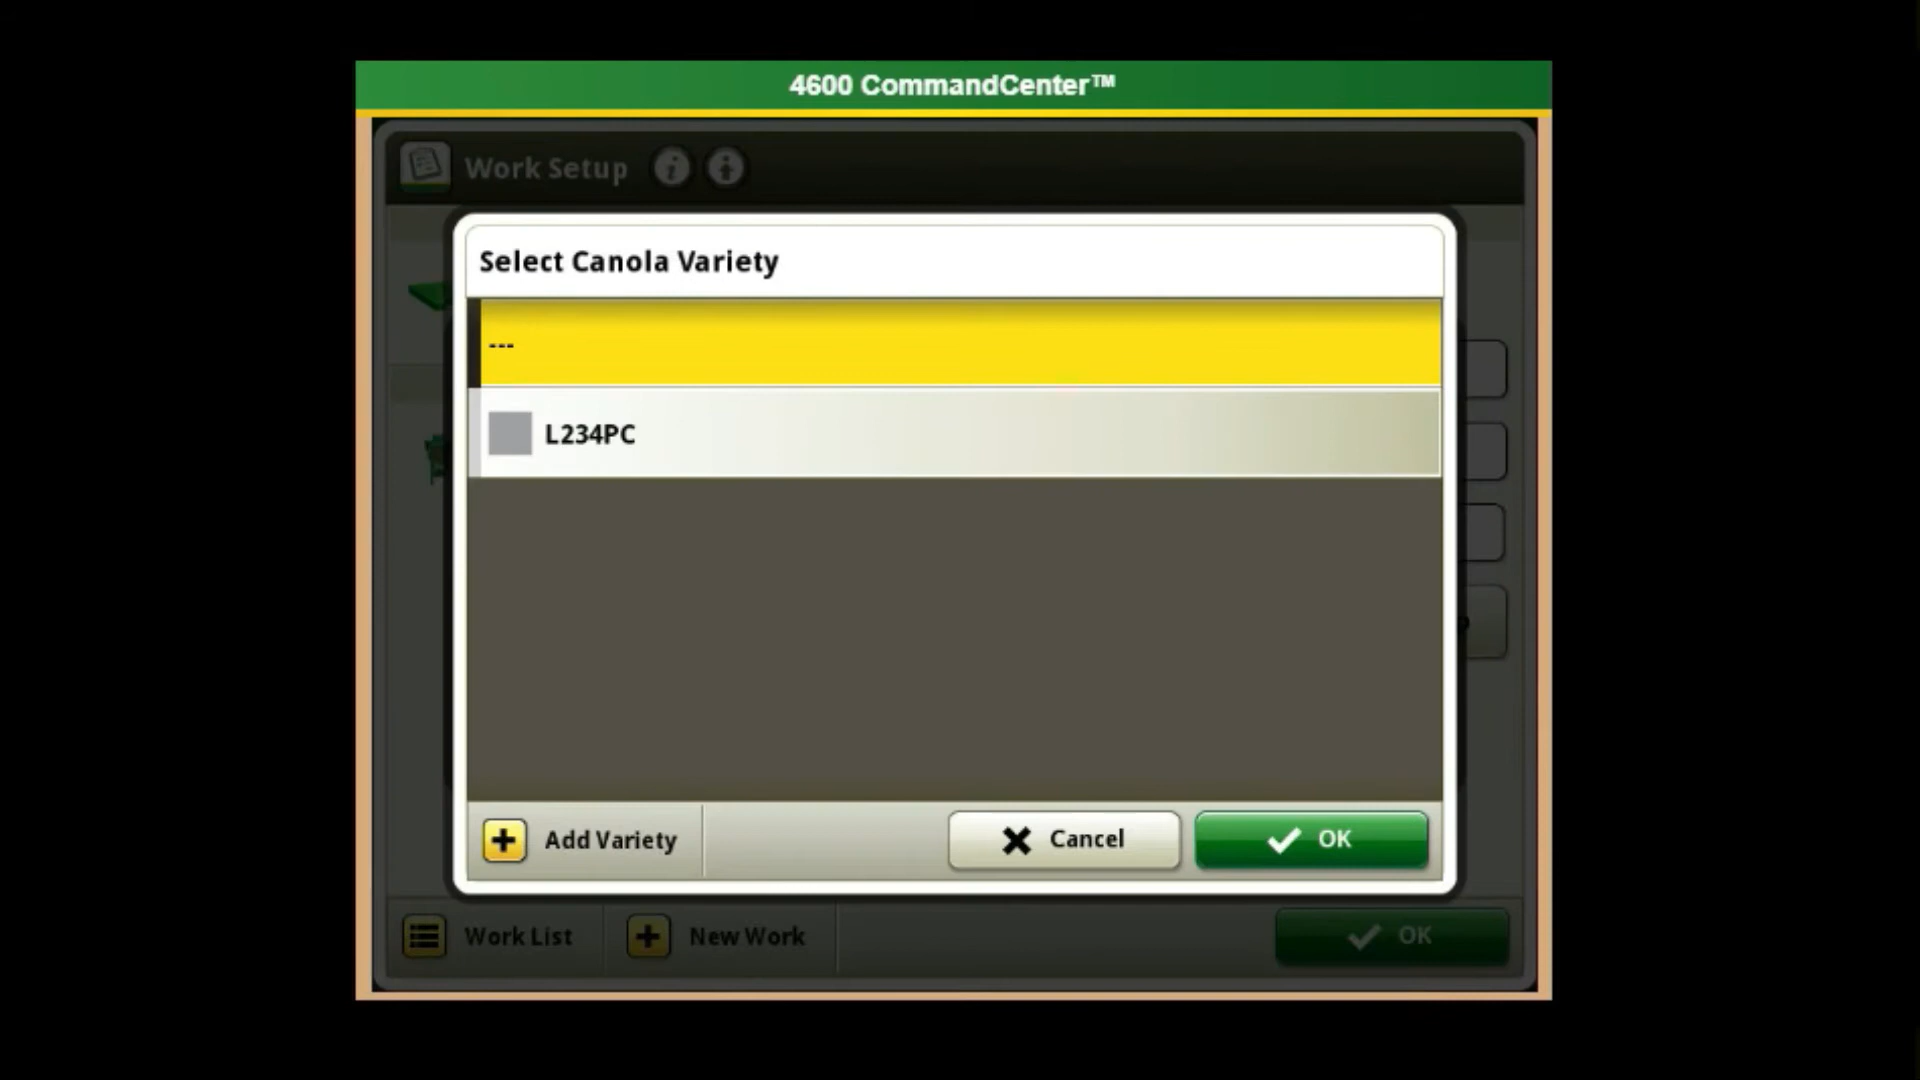 4600 CommandCenter™
Work Setup
Select Canola Variety
---
L234PC
Add Variety
Cancel
OK
Work List
New Work
OK